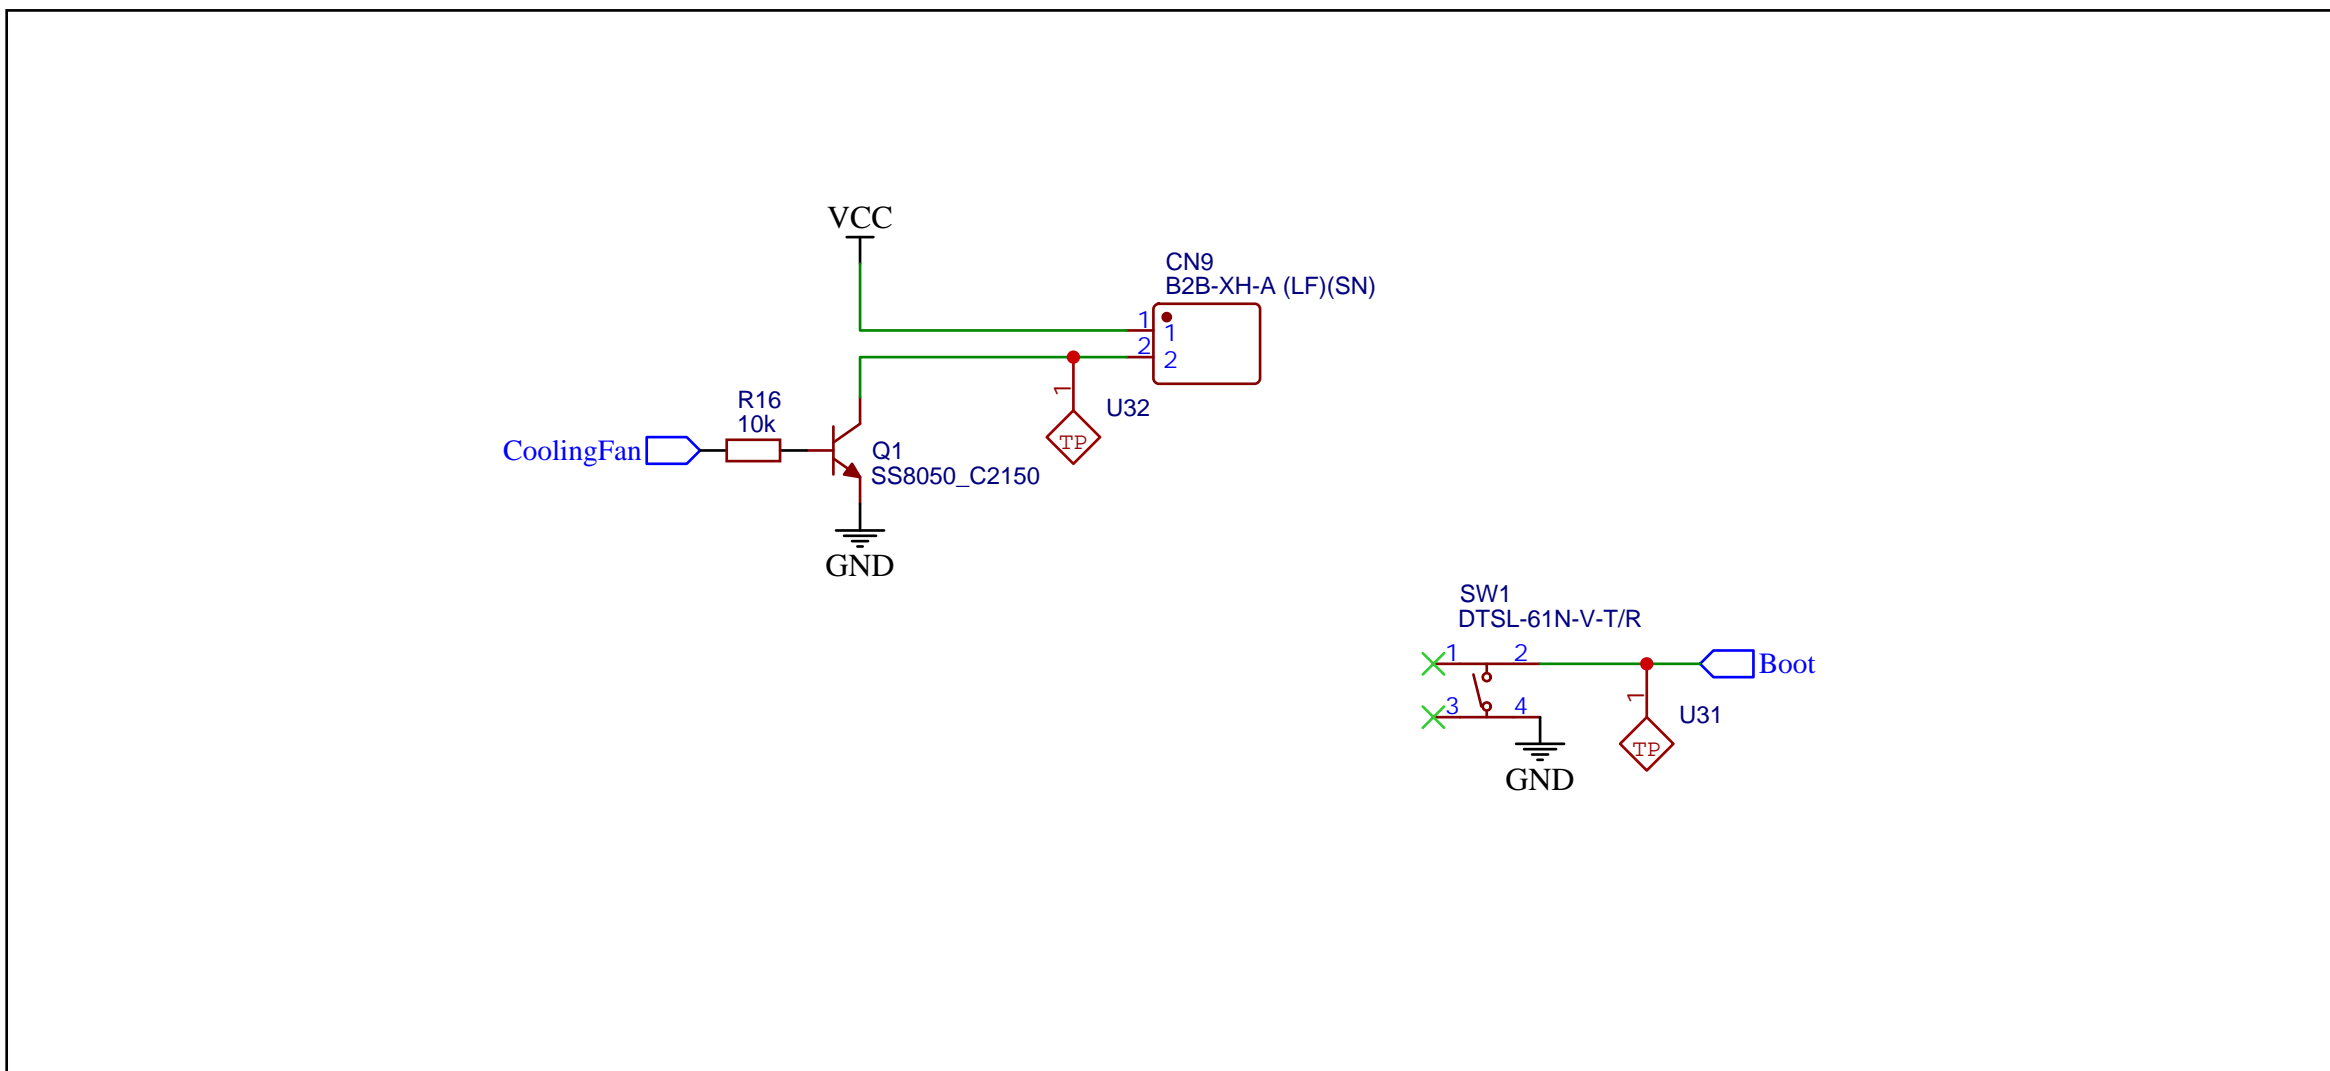 VCC
CN9
B2B-XH-A (LF)(SN)
1
1
2
2
R16
10k
1
U32
TP
CoolingFan
Q1
SS8050_C2150
GND
SW1
DTSL-61N-V-T/R
1
2
Boot
3
4
1
U31
TP
GND